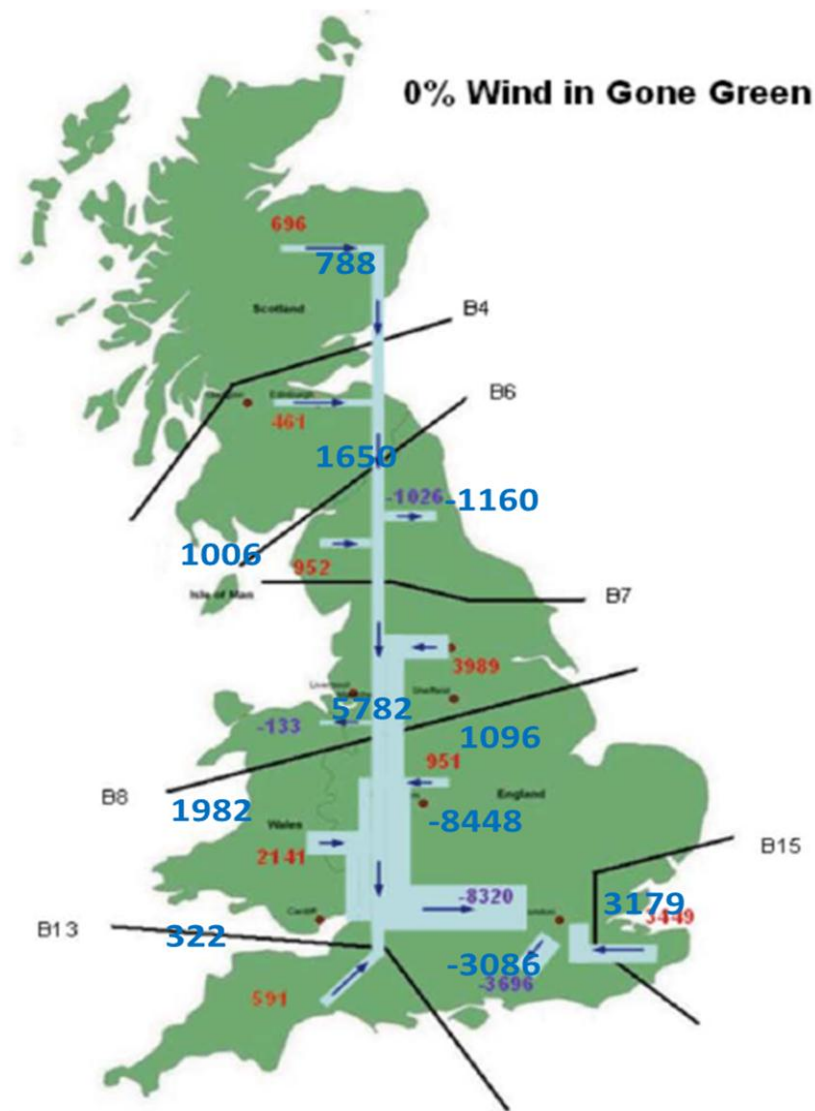 0% Wind in Gone Green
696
788
Scotland
B4
B6
Edinburgh
461
1650
-1026
-1160
1006
952
Isle of Man
B7
3989
Sheffield
5782
-133
1096
951
B8
1982
England
-8448
Wales
2141
B15
-8320
3179
3449
Cardiff
B13
322
-3086
-3696
591